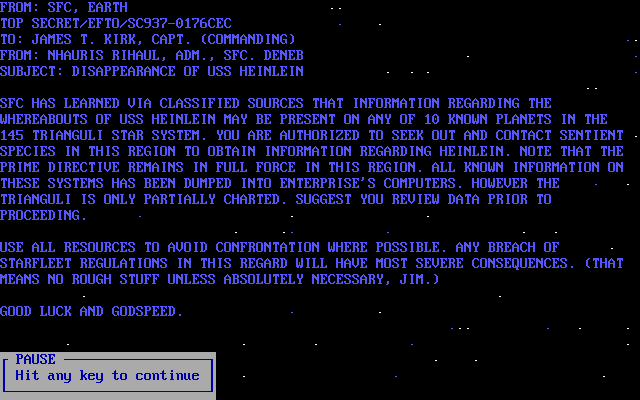 FROM: SFC, EARTH
TOP SECRET/EFTO/SC937-0176CEC
TO: JAMES T. KIRK, CAPT. (COMMANDING)
FROM: NHAURIS RIHAUL, ADM., SFC. DENEB
SUBJECT: DISAPPEARANCE OF USS HEINLEIN
SFC HAS LEARNED VIA CLASSIFIED SOURCES THAT INFORMATION REGARDING THE
WHEREABOUTS OF USS HEINLEIN MAY BE PRESENT ON ANY OF 10 KNOWN PLANETS IN THE
145 TRIANGULI STAR SYSTEM. YOU ARE AUTHORIZED TO SEEK OUT AND CONTACT SENTIENT
SPECIES IN THIS REGION TO OBTAIN INFORMATION REGARDING HEINLEIN. NOTE THAT THE
PRIME DIRECTIVE REMAINS IN FULL FORCE IN THIS REGION. ALL KNOWN INFORMATION ON
THESE SYSTEMS HAS BEEN DUMPED INTO ENTERPRISE'S COMPUTERS. HOWEVER THE
TRIANGULI IS ONLY PARTIALLY CHARTED. SUGGEST YOU REVIEW DATA PRIOR TO
PROCEEDING.
USE ALL RESOURCES TO AVOID CONFRONTATION WHERE POSSIBLE. ANY BREACH OF
STARFLEET REGULATIONS IN THIS REGARD WILL HAVE MOST SEVERE CONSEQUENCES. (THAT
MEANS NO ROUGH STUFF UNLESS ABSOLUTELY NECESSARY, JIM.)
GOOD LUCK AND GODSPEED.
PAUSE
Hit any key to continue